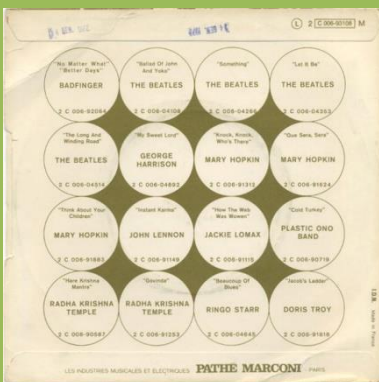 L 2 C 006-93108 M
"No Matter What"
"Better Days"
BADFINGER
2 C 006-92084
"Ballad Of John
And Yoko"
THE BEATLES
2 C 006-04108
"Something"
THE BEATLES
2 C 006-04266
"Let It Be"
THE BEATLES
2 C 006-04353
"The Long And
Winding Road"
THE BEATLES
2 C 006-04514
"My Sweet Lord"
GEORGE
HARRISON
2 C 006-04692
"Knock, Knock,
Who's There"
MARY HOPKIN
2 C 006-91312
"Que Sera, Sera"
MARY HOPKIN
2 C 006-91624
"Think About Your
Children"
MARY HOPKIN
2 C 006-91883
"Instant Karma"
JOHN LENNON
2 C 006-91149
"How The Web
Was Wowen"
JACKIE LOMAX
2 C 006-91115
"Cold Turkey"
PLASTIC ONO
BAND
2 C 006-90719
"Hare Krishna
Mantra"
RADHA KRISHNA
TEMPLE
2 C 006-90587
"Govinda"
RADHA KRISHNA
TEMPLE
2 C 006-91253
"Beaucoup Of
Blues"
RINGO STARR
2 C 006-04645
"Jacob's Ladder"
DORIS TROY
2 C 006-91818
Made in France
LES INDUSTRIES MUSICALES ET ELECTRIQUES PATHÉ MARCONI - PARIS